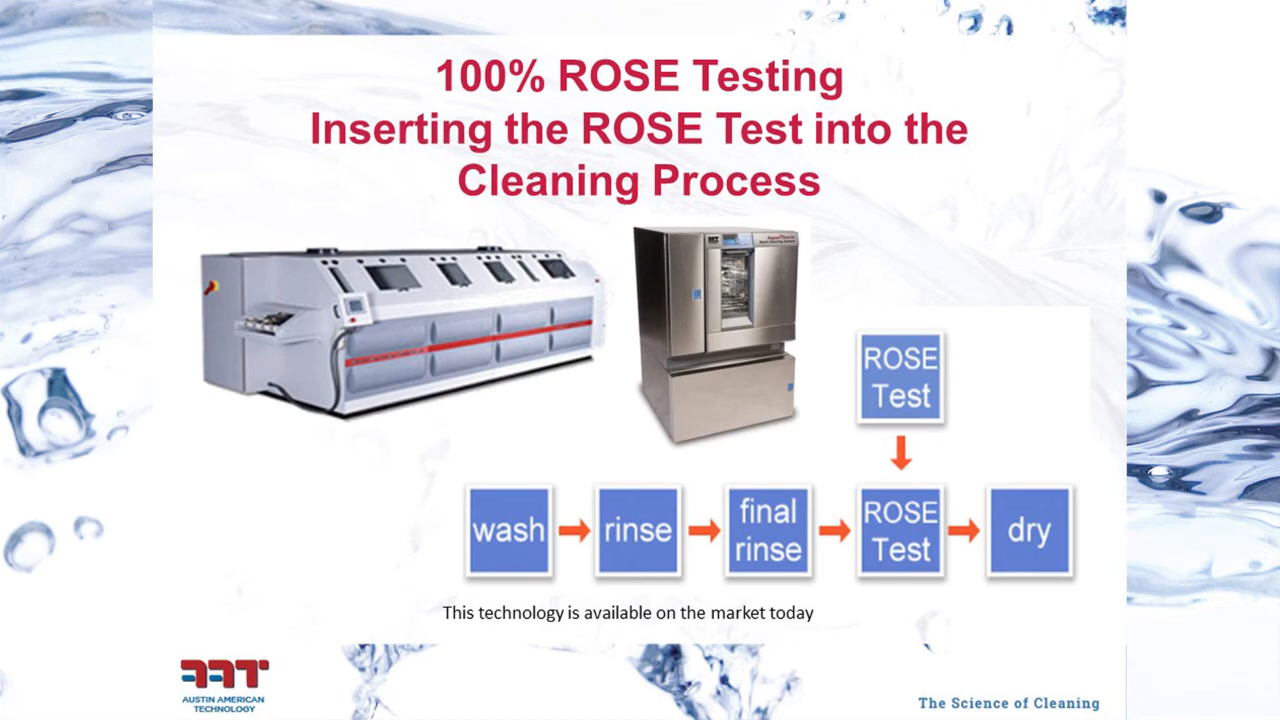 100% ROSE Testing
Inserting the ROSE Test into the
Cleaning Process
ROSE
Test
wash
rinse
final
rinse
ROSE
Test
dry
This technology is available on the market today
AAT
AUSTIN AMERICAN
TECHNOLOGY
The Science of Cleaning